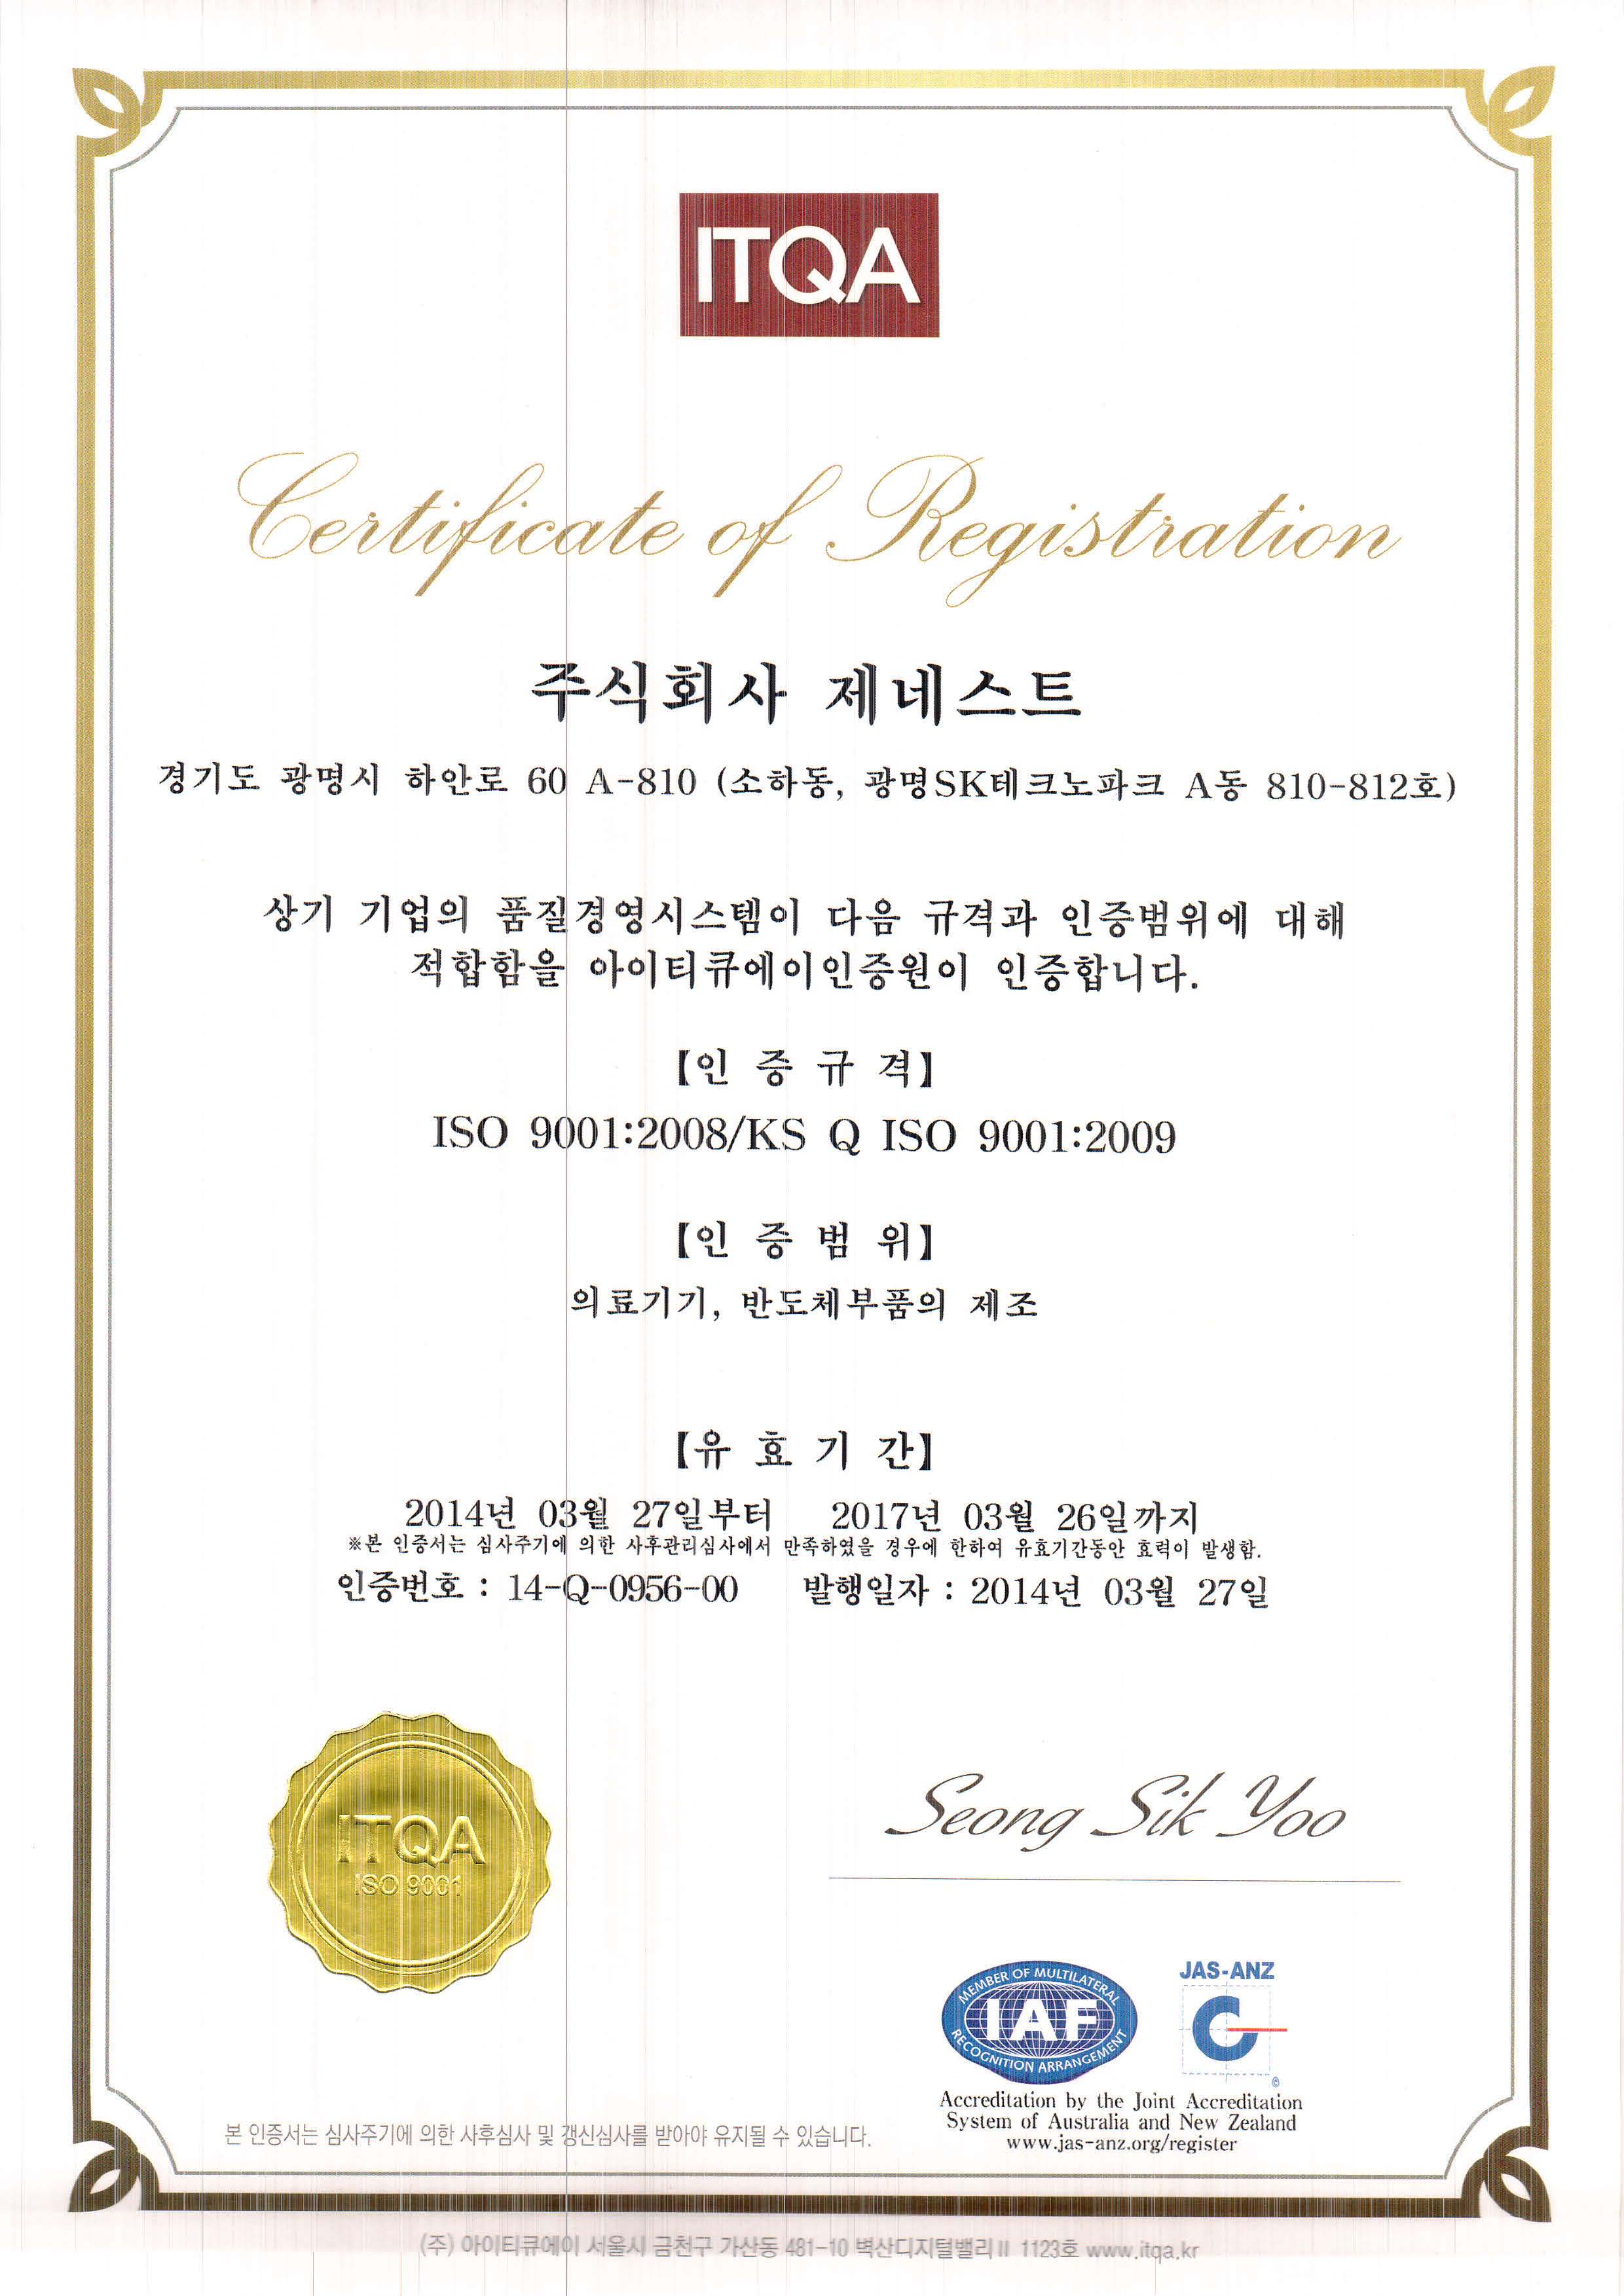 ITQA
Certificate of Registration
주식회사 제네스트
경기도 광명시 하안로 60 A-810 (소하동, 광명SK테크노파크 A동 810-812호)
상기 기업의 품질경영시스템이 다음 규격과 인증범위에 대해
적합함을 아이티큐에이인증원이 인증합니다.
【인 증 규 격】
ISO 9001:2008/KS Q ISO 9001:2009
【인 증 범 위】
의료기기, 반도체부품의 제조
【유 효 기 간】
2014년 03월 27일부터 2017년 03월 26일까지
※본 인증서는 심사주기에 의한 사후관리심사에서 만족하였을 경우에 한하여 유효기간동안 효력이 발생함.
인증번호 : 14-Q-0956-00 발행일자 : 2014년 03월 27일
ITQA
ISO 9001
Seong Sik Yoo
MEMBER OF MULTILATERAL
IAF
RECOGNITION ARRANGEMENT
JAS-ANZ
©
Accreditation by the Joint Accreditation
System of Australia and New Zealand
www.jas-anz.org/register
본 인증서는 심사주기에 의한 사후심사 및 갱신심사를 받아야 유지될 수 있습니다.
(주) 아이티큐에이 서울시 금천구 가산동 481-10 벽산디지털밸리 II 1123호 www.itqa.kr